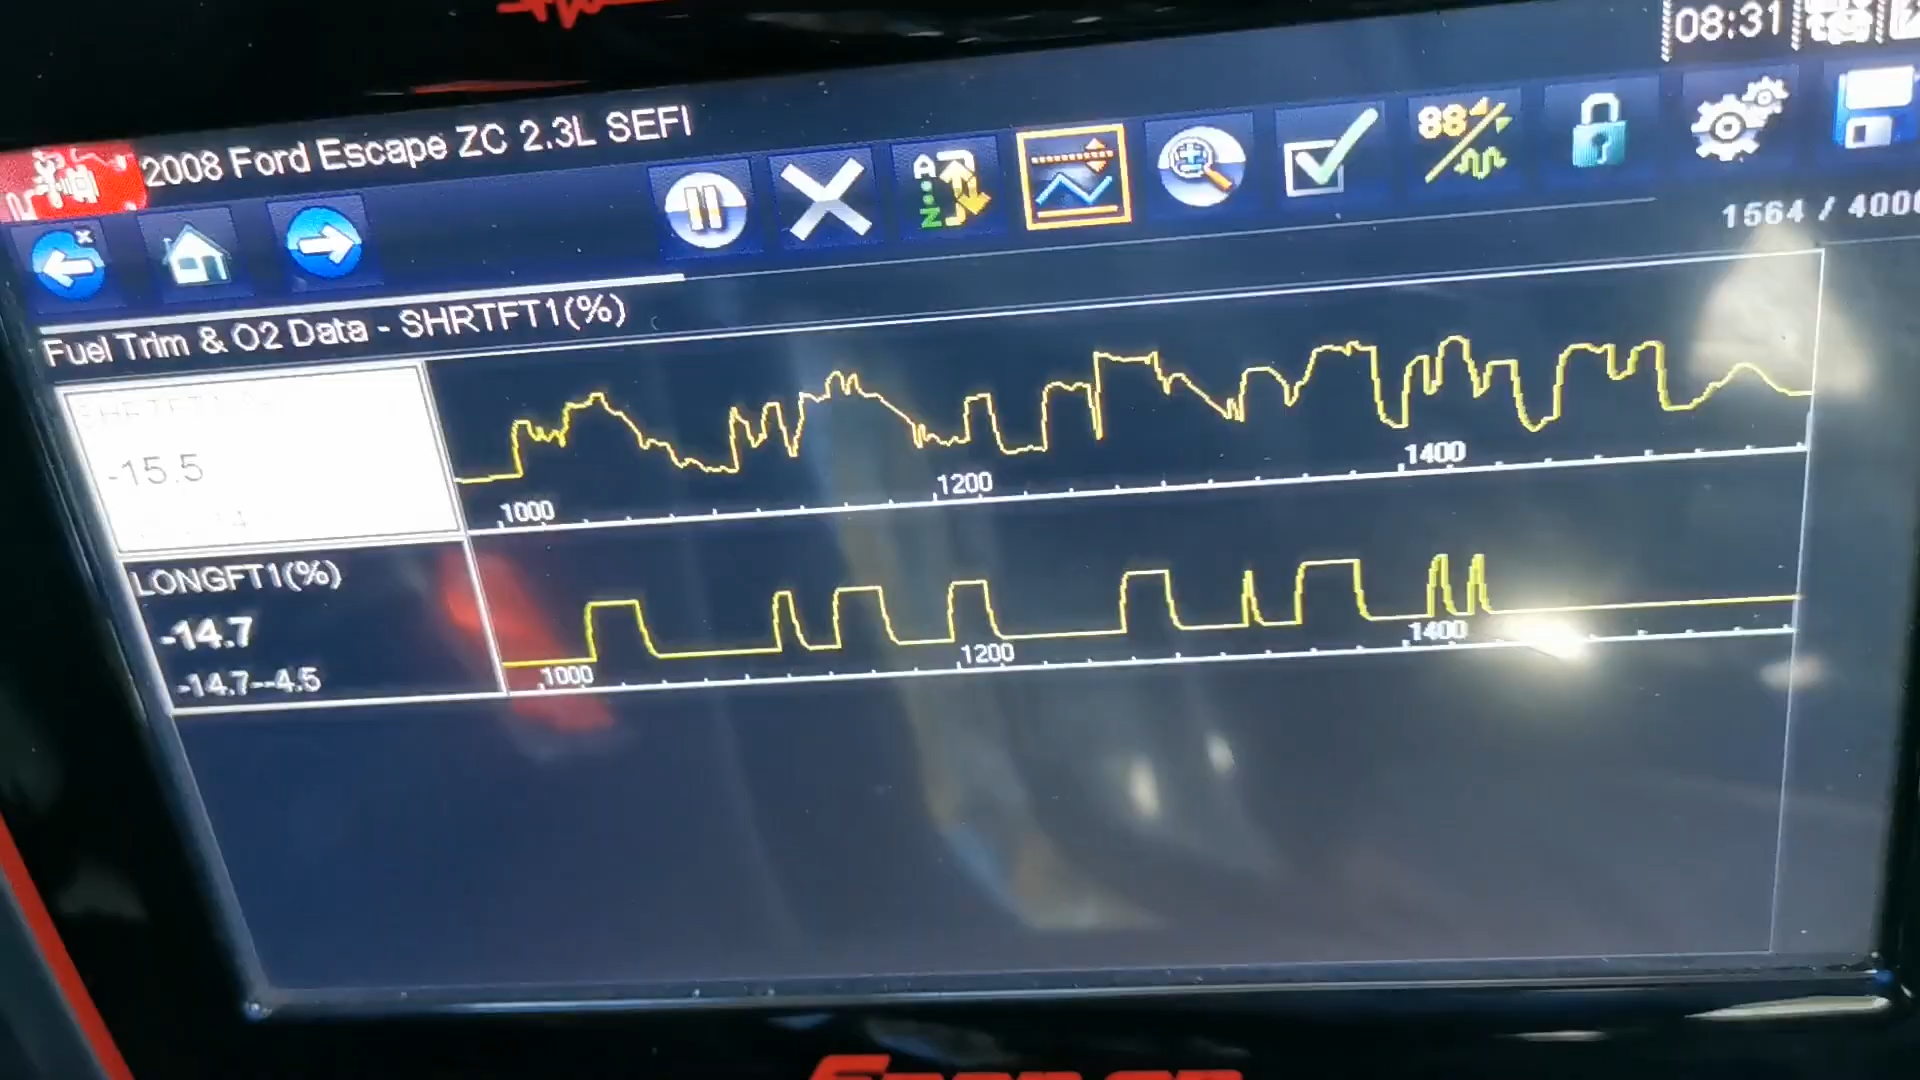 08:31
2008 Ford Escape ZC 2.3L SEFI
88
1564 / 4000
Fuel Trim & O2 Data - SHRTFT1(%)
-15.5
1000
1200
1400
LONGFT1(%)
-14.7
-14.7--4.5
1000
1200
1400